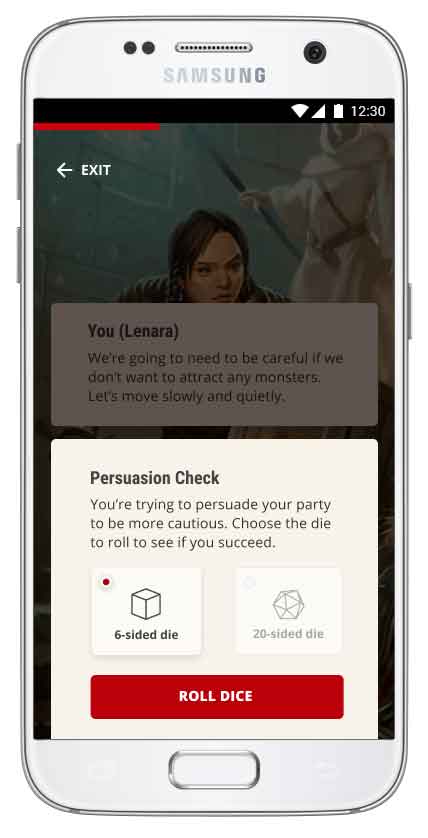 SAMSUNG
12:30
EXIT
You (Lenara)
We're going to need to be careful if we
don't want to attract any monsters.
Let's move slowly and quietly.
Persuasion Check
You're trying to persuade your party
to be more cautious. Choose the die
to roll to see if you succeed.
6-sided die
20-sided die
ROLL DICE